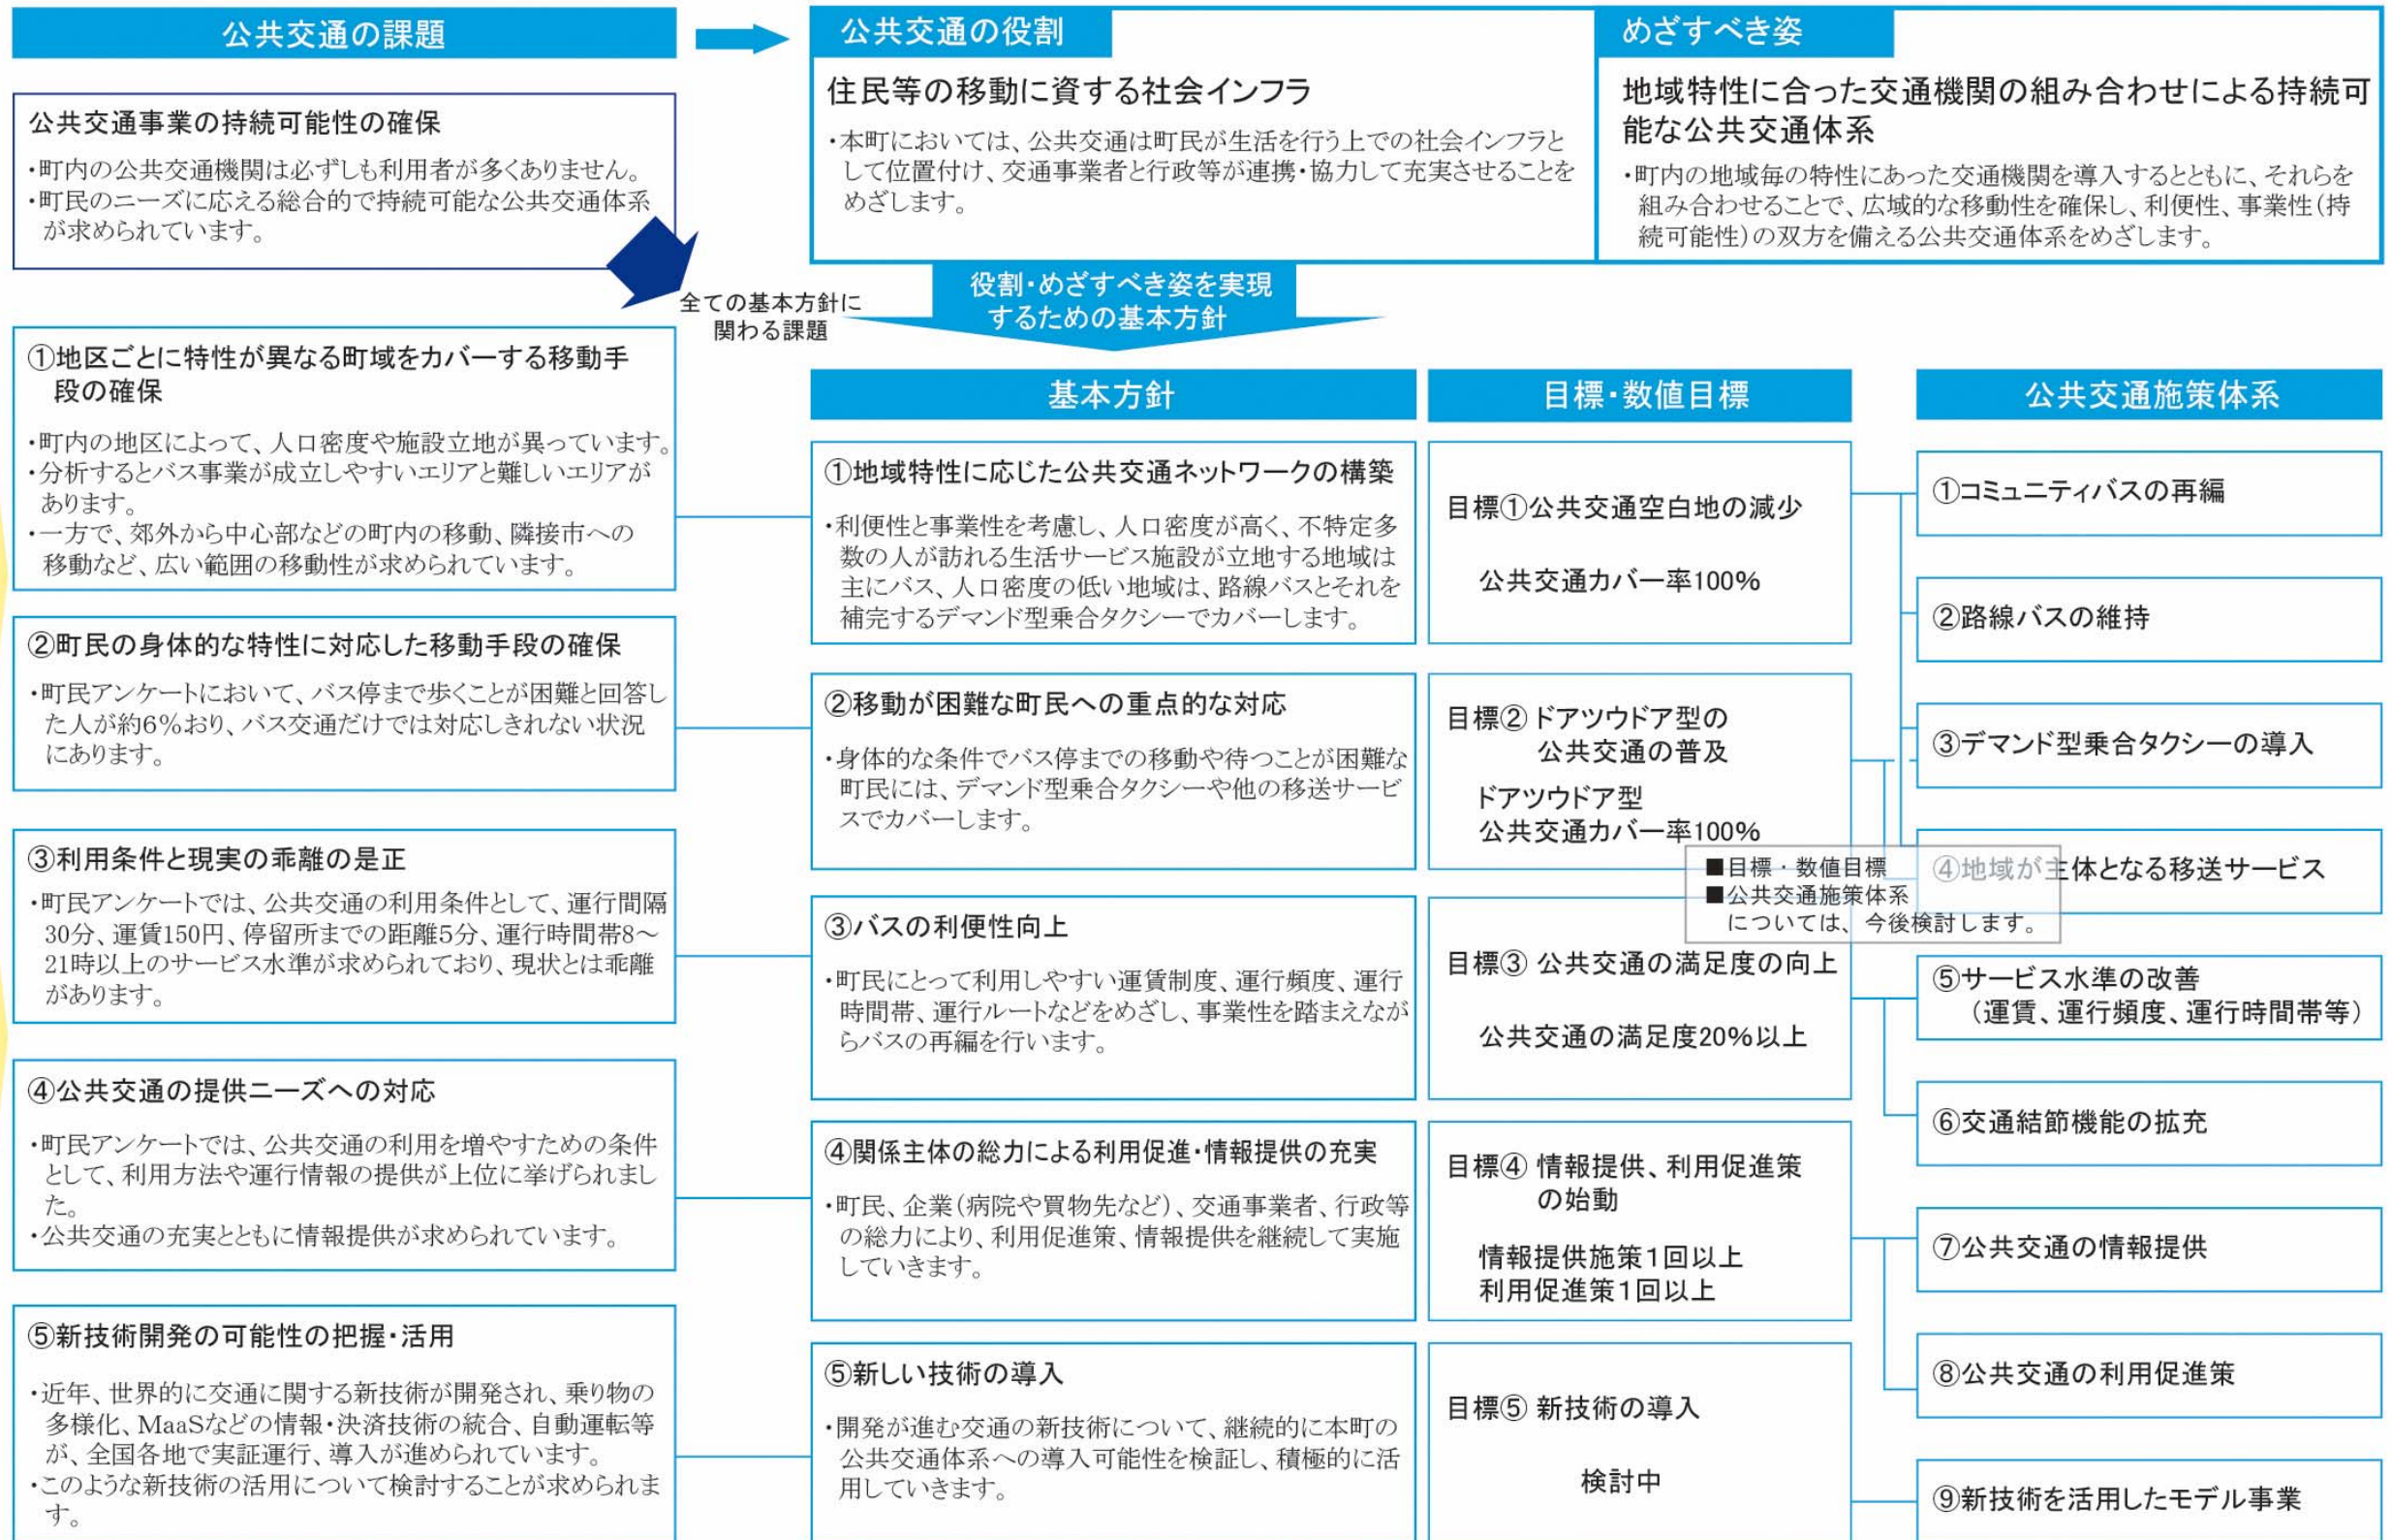 公共交通の課題
公共交通事業の持続可能性の確保
・町内の公共交通機関は必ずしも利用者が多くありません。
・町民のニーズに応える総合的で持続可能な公共交通体系
が求められています。
全ての基本方針に
関わる課題
公共交通の役割
住民等の移動に資する社会インフラ
・本町においては、公共交通は町民が生活を行う上での社会インフラと
して位置付け、交通事業者と行政等が連携・協力して充実させることを
めざします。
めざすべき姿
地域特性に合った交通機関の組み合わせによる持続可
能な公共交通体系
・町内の地域毎の特性にあった交通機関を導入するとともに、それらを
組み合わせることで、広域的な移動性を確保し、利便性、事業性(持
続可能性)の双方を備える公共交通体系をめざします。
役割・めざすべき姿を実現
するための基本方針
①地区ごとに特性が異なる町域をカバーする移動手
段の確保
・町内の地区によって、人口密度や施設立地が異っています。
・分析するとバス事業が成立しやすいエリアと難しいエリアが
あります。
・一方で、郊外から中心部などの町内の移動、隣接市への
移動など、広い範囲の移動性が求められています。
②町民の身体的な特性に対応した移動手段の確保
・町民アンケートにおいて、バス停まで歩くことが困難と回答し
た人が約6%おり、バス交通だけでは対応しきれない状況
にあります。
③利用条件と現実の乖離の是正
・町民アンケートでは、公共交通の利用条件として、運行間隔
30分、運賃150円、停留所までの距離5分、運行時間帯8～
21時以上のサービス水準が求められており、現状とは乖離
があります。
④公共交通の提供ニーズへの対応
・町民アンケートでは、公共交通の利用を増やすための条件
として、利用方法や運行情報の提供が上位に挙げられまし
た。
・公共交通の充実とともに情報提供が求められています。
⑤新技術開発の可能性の把握・活用
・近年、世界的に交通に関する新技術が開発され、乗り物の
多様化、MaaSなどの情報・決済技術の統合、自動運転等
が、全国各地で実証運行、導入が進められています。
・このような新技術の活用について検討することが求められま
す。
基本方針
①地域特性に応じた公共交通ネットワークの構築
・利便性と事業性を考慮し、人口密度が高く、不特定多
数の人が訪れる生活サービス施設が立地する地域は
主にバス、人口密度の低い地域は、路線バスとそれを
補完するデマンド型乗合タクシーでカバーします。
②移動が困難な町民への重点的な対応
・身体的な条件でバス停までの移動や待つことが困難な
町民には、デマンド型乗合タクシーや他の移送サービ
スでカバーします。
③バスの利便性向上
・町民にとって利用しやすい運賃制度、運行頻度、運行
時間帯、運行ルートなどをめざし、事業性を踏まえなが
らバスの再編を行います。
④関係主体の総力による利用促進・情報提供の充実
・町民、企業(病院や買物先など)、交通事業者、行政等
の総力により、利用促進策、情報提供を継続して実施
していきます。
⑤新しい技術の導入
・開発が進む交通の新技術について、継続的に本町の
公共交通体系への導入可能性を検証し、積極的に活
用していきます。
目標・数値目標
目標①公共交通空白地の減少
公共交通カバー率100%
目標② ドアツウドア型の
公共交通の普及
ドアツウドア型
公共交通カバー率100%
目標③ 公共交通の満足度の向上
公共交通の満足度20%以上
目標④ 情報提供、利用促進策
の始動
情報提供施策1回以上
利用促進策1回以上
目標⑤ 新技術の導入
検討中
■目標・数値目標
■公共交通施策体系
については、今後検討します。
公共交通施策体系
①コミュニティバスの再編
②路線バスの維持
③デマンド型乗合タクシーの導入
④地域が主体となる移送サービス
⑤サービス水準の改善
(運賃、運行頻度、運行時間帯等)
⑥交通結節機能の拡充
⑦公共交通の情報提供
⑧公共交通の利用促進策
⑨新技術を活用したモデル事業